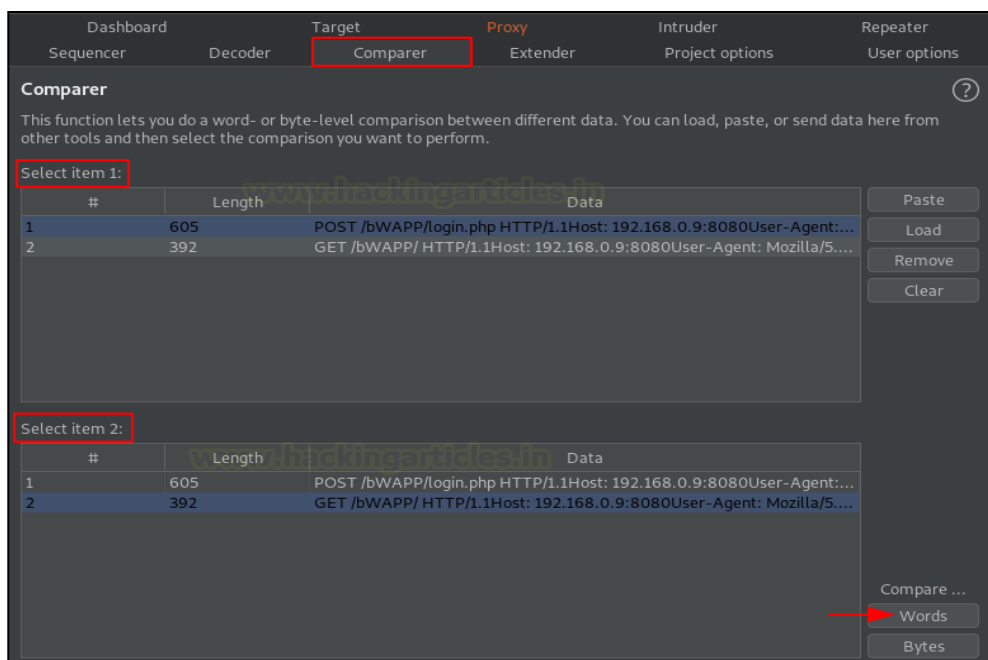 Dashboard Target Proxy Intruder Repeater
Sequencer Decoder Comparer Extender Project options User options
Comparer ?
This function lets you do a word- or byte-level comparison between different data. You can load, paste, or send data here from
other tools and then select the comparison you want to perform.
Select item 1:
www.hackingarticles.in
# Length Data
1 605 POST /bWAPP/login.php HTTP/1.1Host: 192.168.0.9:8080User-Agent:...
2 392 GET /bWAPP/ HTTP/1.1Host: 192.168.0.9:8080User-Agent: Mozilla/5....
Paste
Load
Remove
Clear
Select item 2:
www.hackingarticles.in
# Length Data
1 605 POST /bWAPP/login.php HTTP/1.1Host: 192.168.0.9:8080User-Agent:...
2 392 GET /bWAPP/ HTTP/1.1Host: 192.168.0.9:8080User-Agent: Mozilla/5....
Compare ...
Words
Bytes